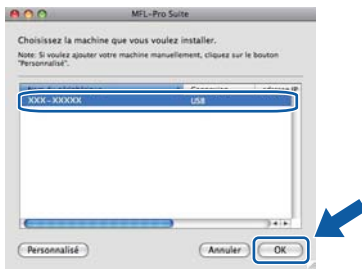 MFL-Pro Suite
Choisissez la machine que vous voulez installer.
Note: Si voulez ajouter votre machine manuellement, cliquez sur le bouton
"Personnalisé".
XXX-XXXXX USB
Personnalisé Annuler OK